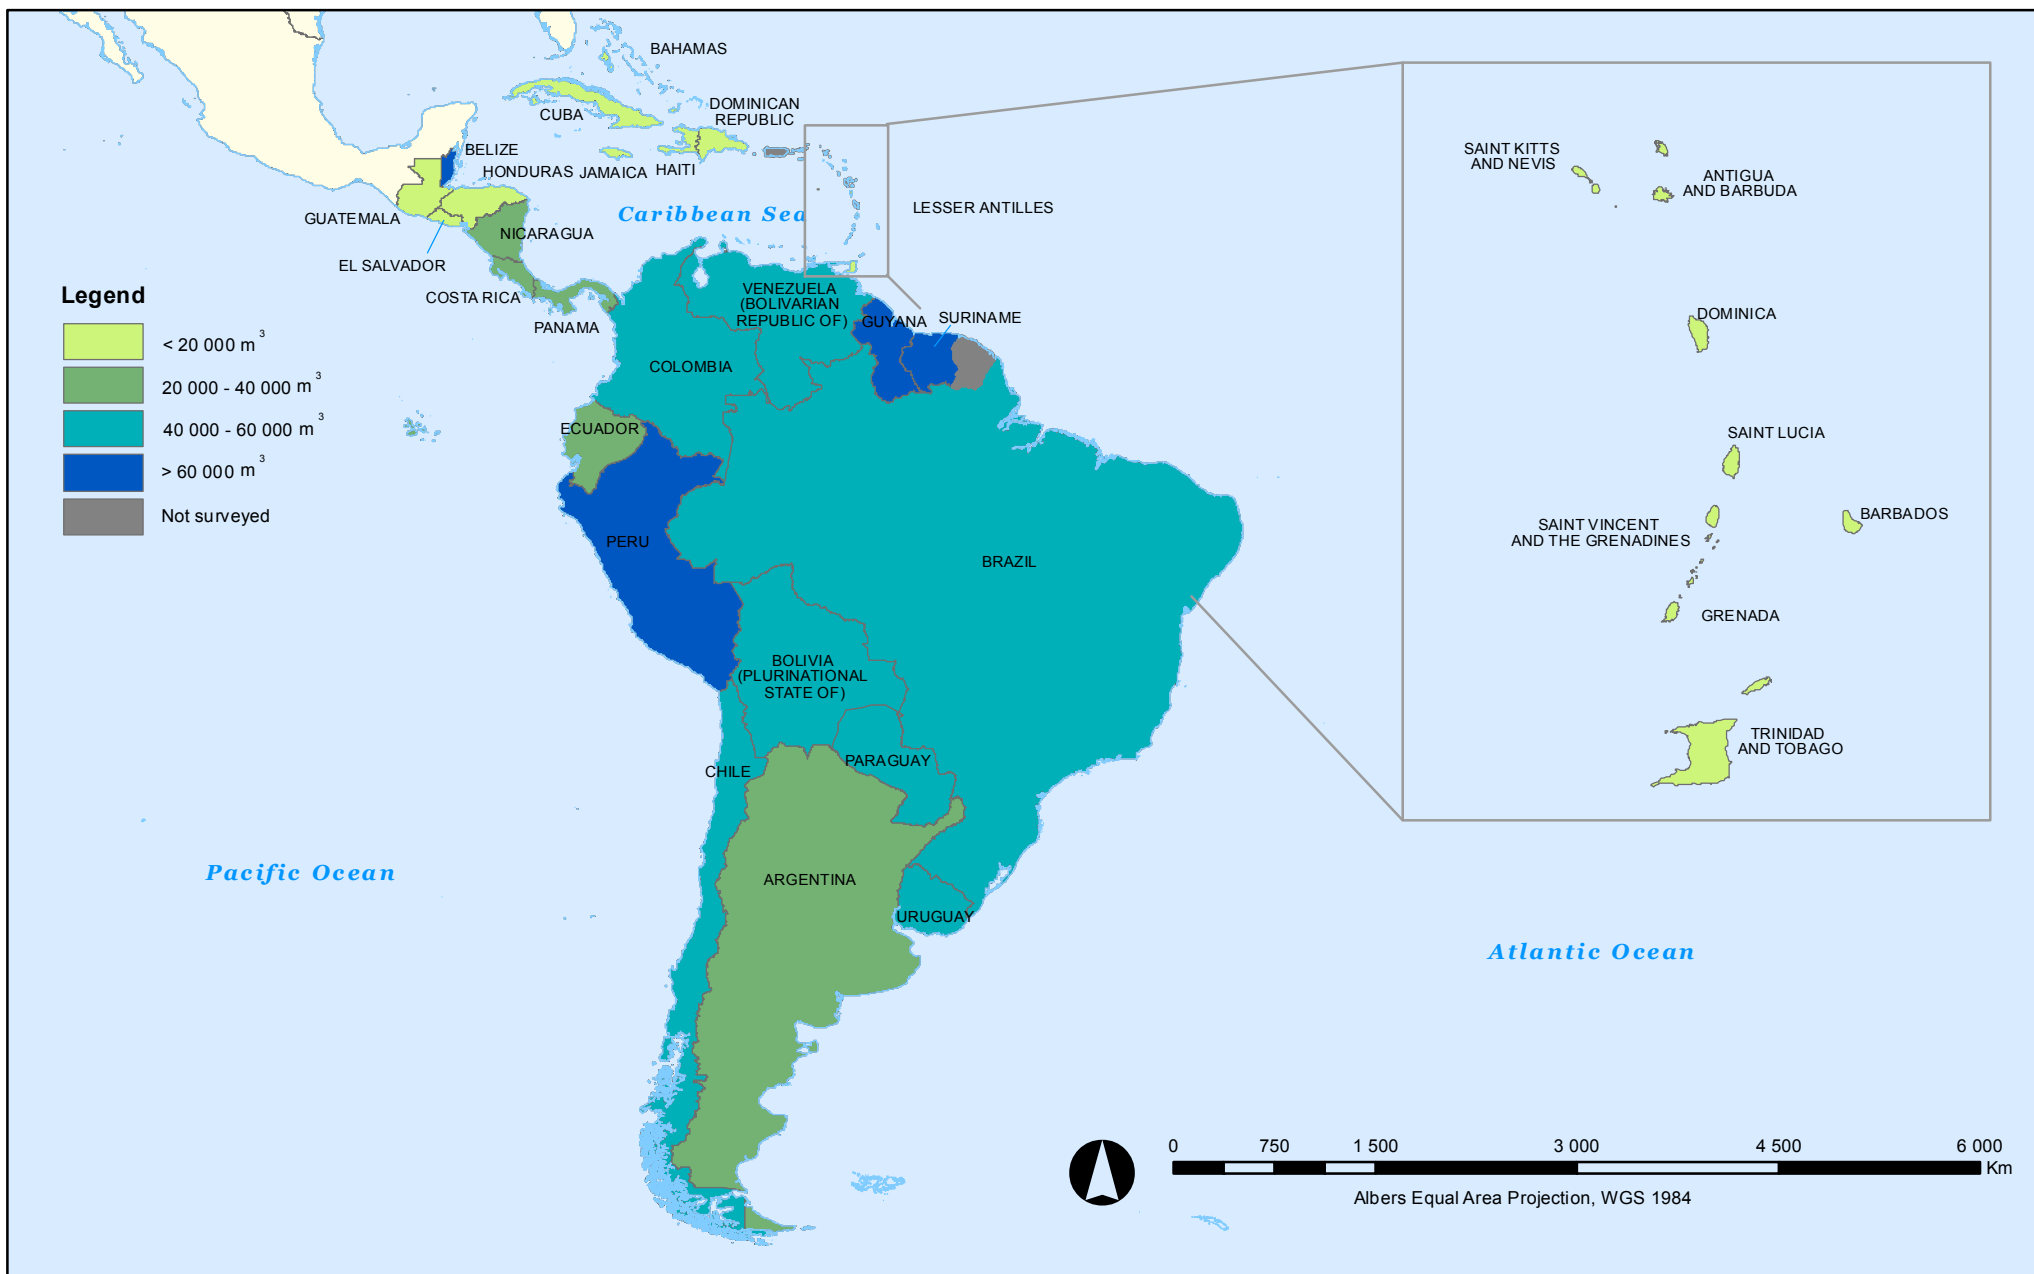 BAHAMAS
CUBA
DOMINICAN
REPUBLIC
BELIZE
HONDURAS
JAMAICA
HAITI
GUATEMALA
Caribbean Sea
LESSER ANTILLES
NICARAGUA
EL SALVADOR
COSTA RICA
PANAMA
VENEZUELA
(BOLIVARIAN
REPUBLIC OF)
GUYANA
SURINAME
COLOMBIA
ECUADOR
PERU
BRAZIL
BOLIVIA
(PLURINATIONAL
STATE OF)
PARAGUAY
CHILE
ARGENTINA
URUGUAY
Pacific Ocean
Atlantic Ocean
Legend
< 20 000 m³
20 000 - 40 000 m³
40 000 - 60 000 m³
> 60 000 m³
Not surveyed
SAINT KITTS
AND NEVIS
ANTIGUA
AND BARBUDA
DOMINICA
SAINT LUCIA
SAINT VINCENT
AND THE GRENADINES
BARBADOS
GRENADA
TRINIDAD
AND TOBAGO
0 750 1 500 3 000 4 500 6 000
Km
Albers Equal Area Projection, WGS 1984